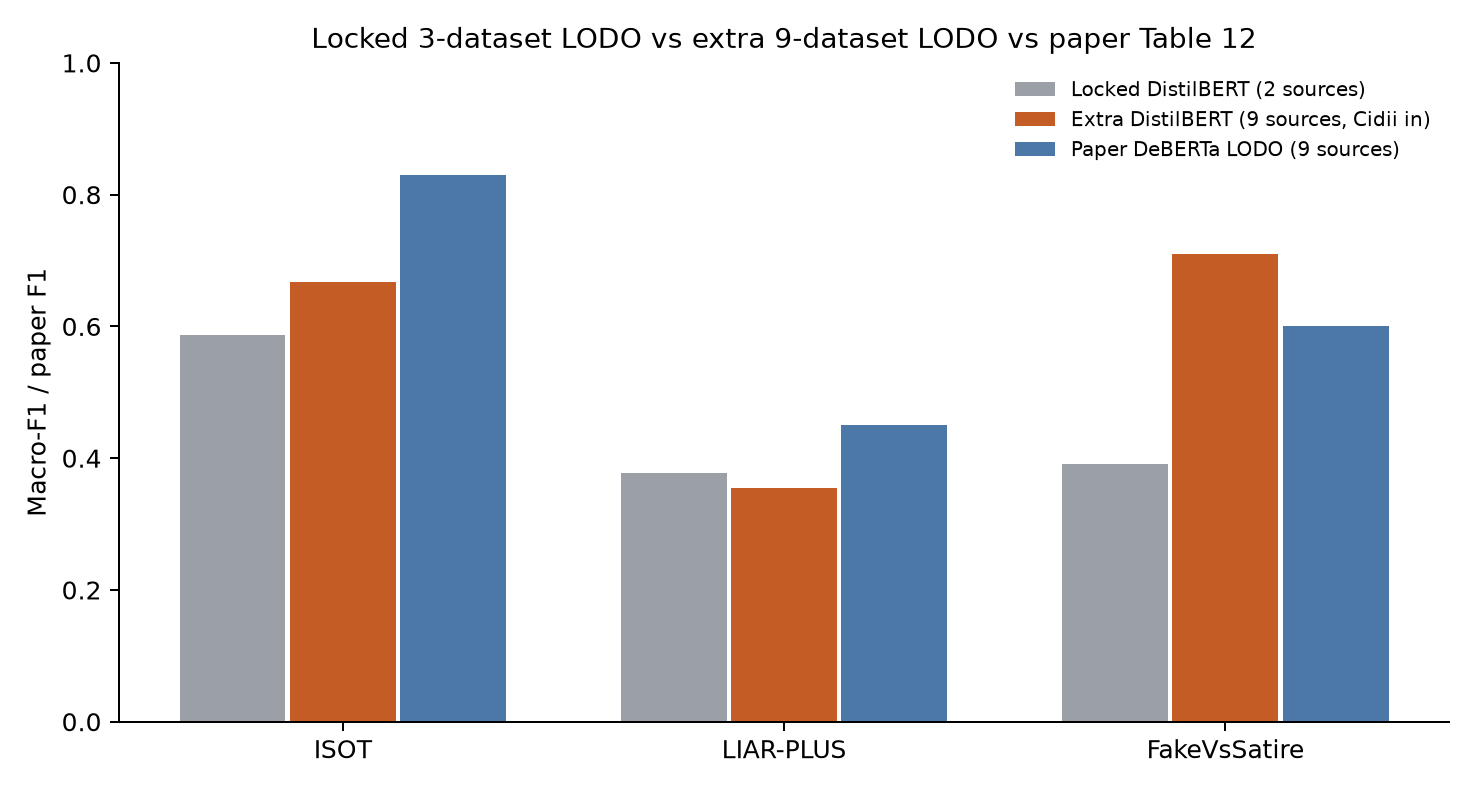 Locked 3-dataset LODO vs extra 9-dataset LODO vs paper Table 12
Locked DistilBERT (2 sources)
Extra DistilBERT (9 sources, Cidii in)
Paper DeBERTa LODO (9 sources)
Macro-F1 / paper F1
1.0
0.8
0.6
0.4
0.2
0.0
ISOT
LIAR-PLUS
FakeVsSatire